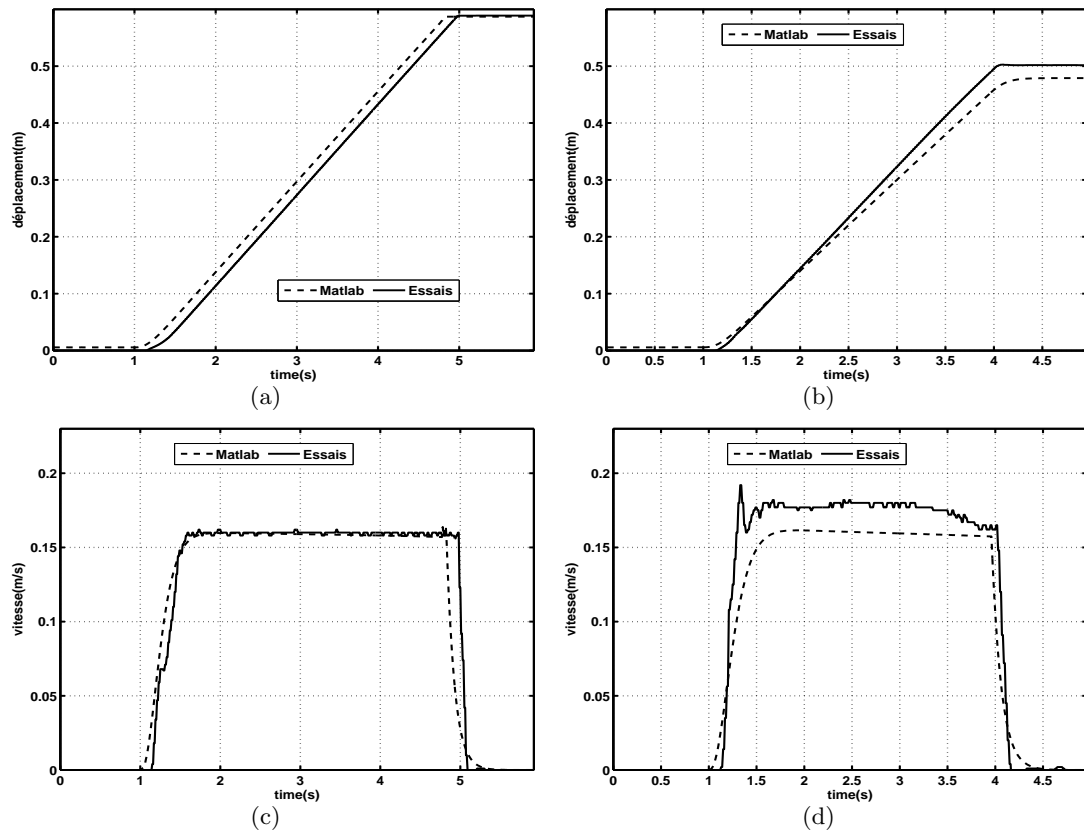 0.5
0.4
0.3
0.2
0.1
0
déplacement(m)
Matlab Essais
0 1 2 3 4 5
time(s)
(a)
Matlab Essais
0.5
0.4
0.3
0.2
0.1
0
déplacement(m)
0 0.5 1 1.5 2 2.5 3 3.5 4 4.5
time(s)
(b)
Matlab Essais
0.2
0.15
0.1
0.05
0
vitesse(m/s)
0 1 2 3 4 5
time(s)
(c)
Matlab Essais
0.2
0.15
0.1
0.05
0
vitesse(m/s)
0 0.5 1 1.5 2 2.5 3 3.5 4 4.5
time(s)
(d)